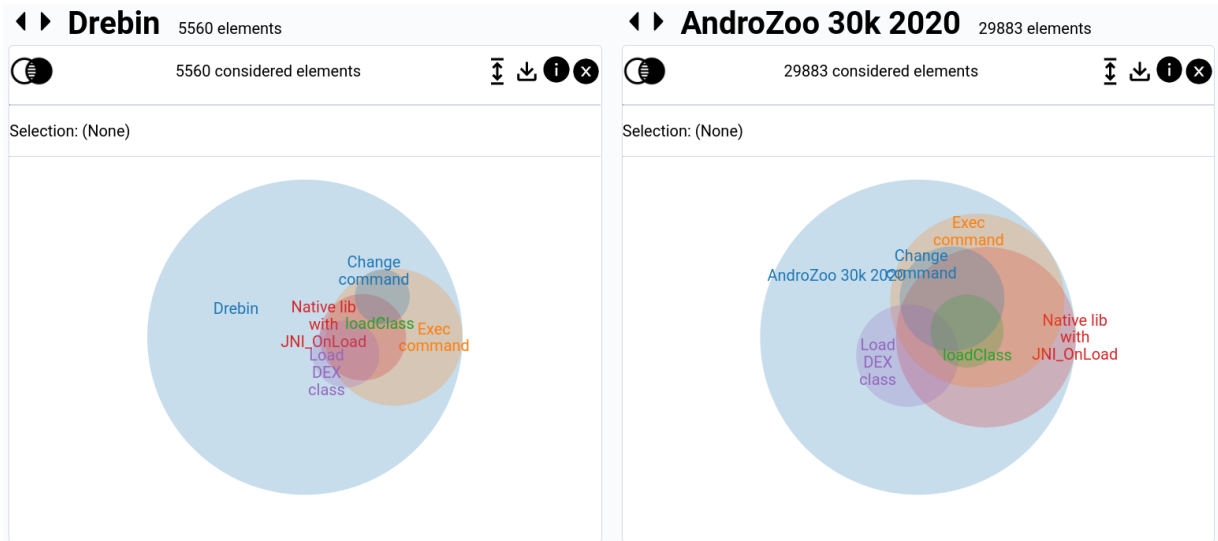 Drebin 5560 elements
5560 considered elements
Selection: (None)
Change
command
Drebin
Native lib
with
JNI_OnLoad
loadClass
Exec
command
Load
DEX
class
AndroZoo 30k 2020 29883 elements
29883 considered elements
Selection: (None)
Exec
command
Change
command
AndroZoo 30k 2020
Native lib
with
JNI_OnLoad
Load
DEX
class
loadClass